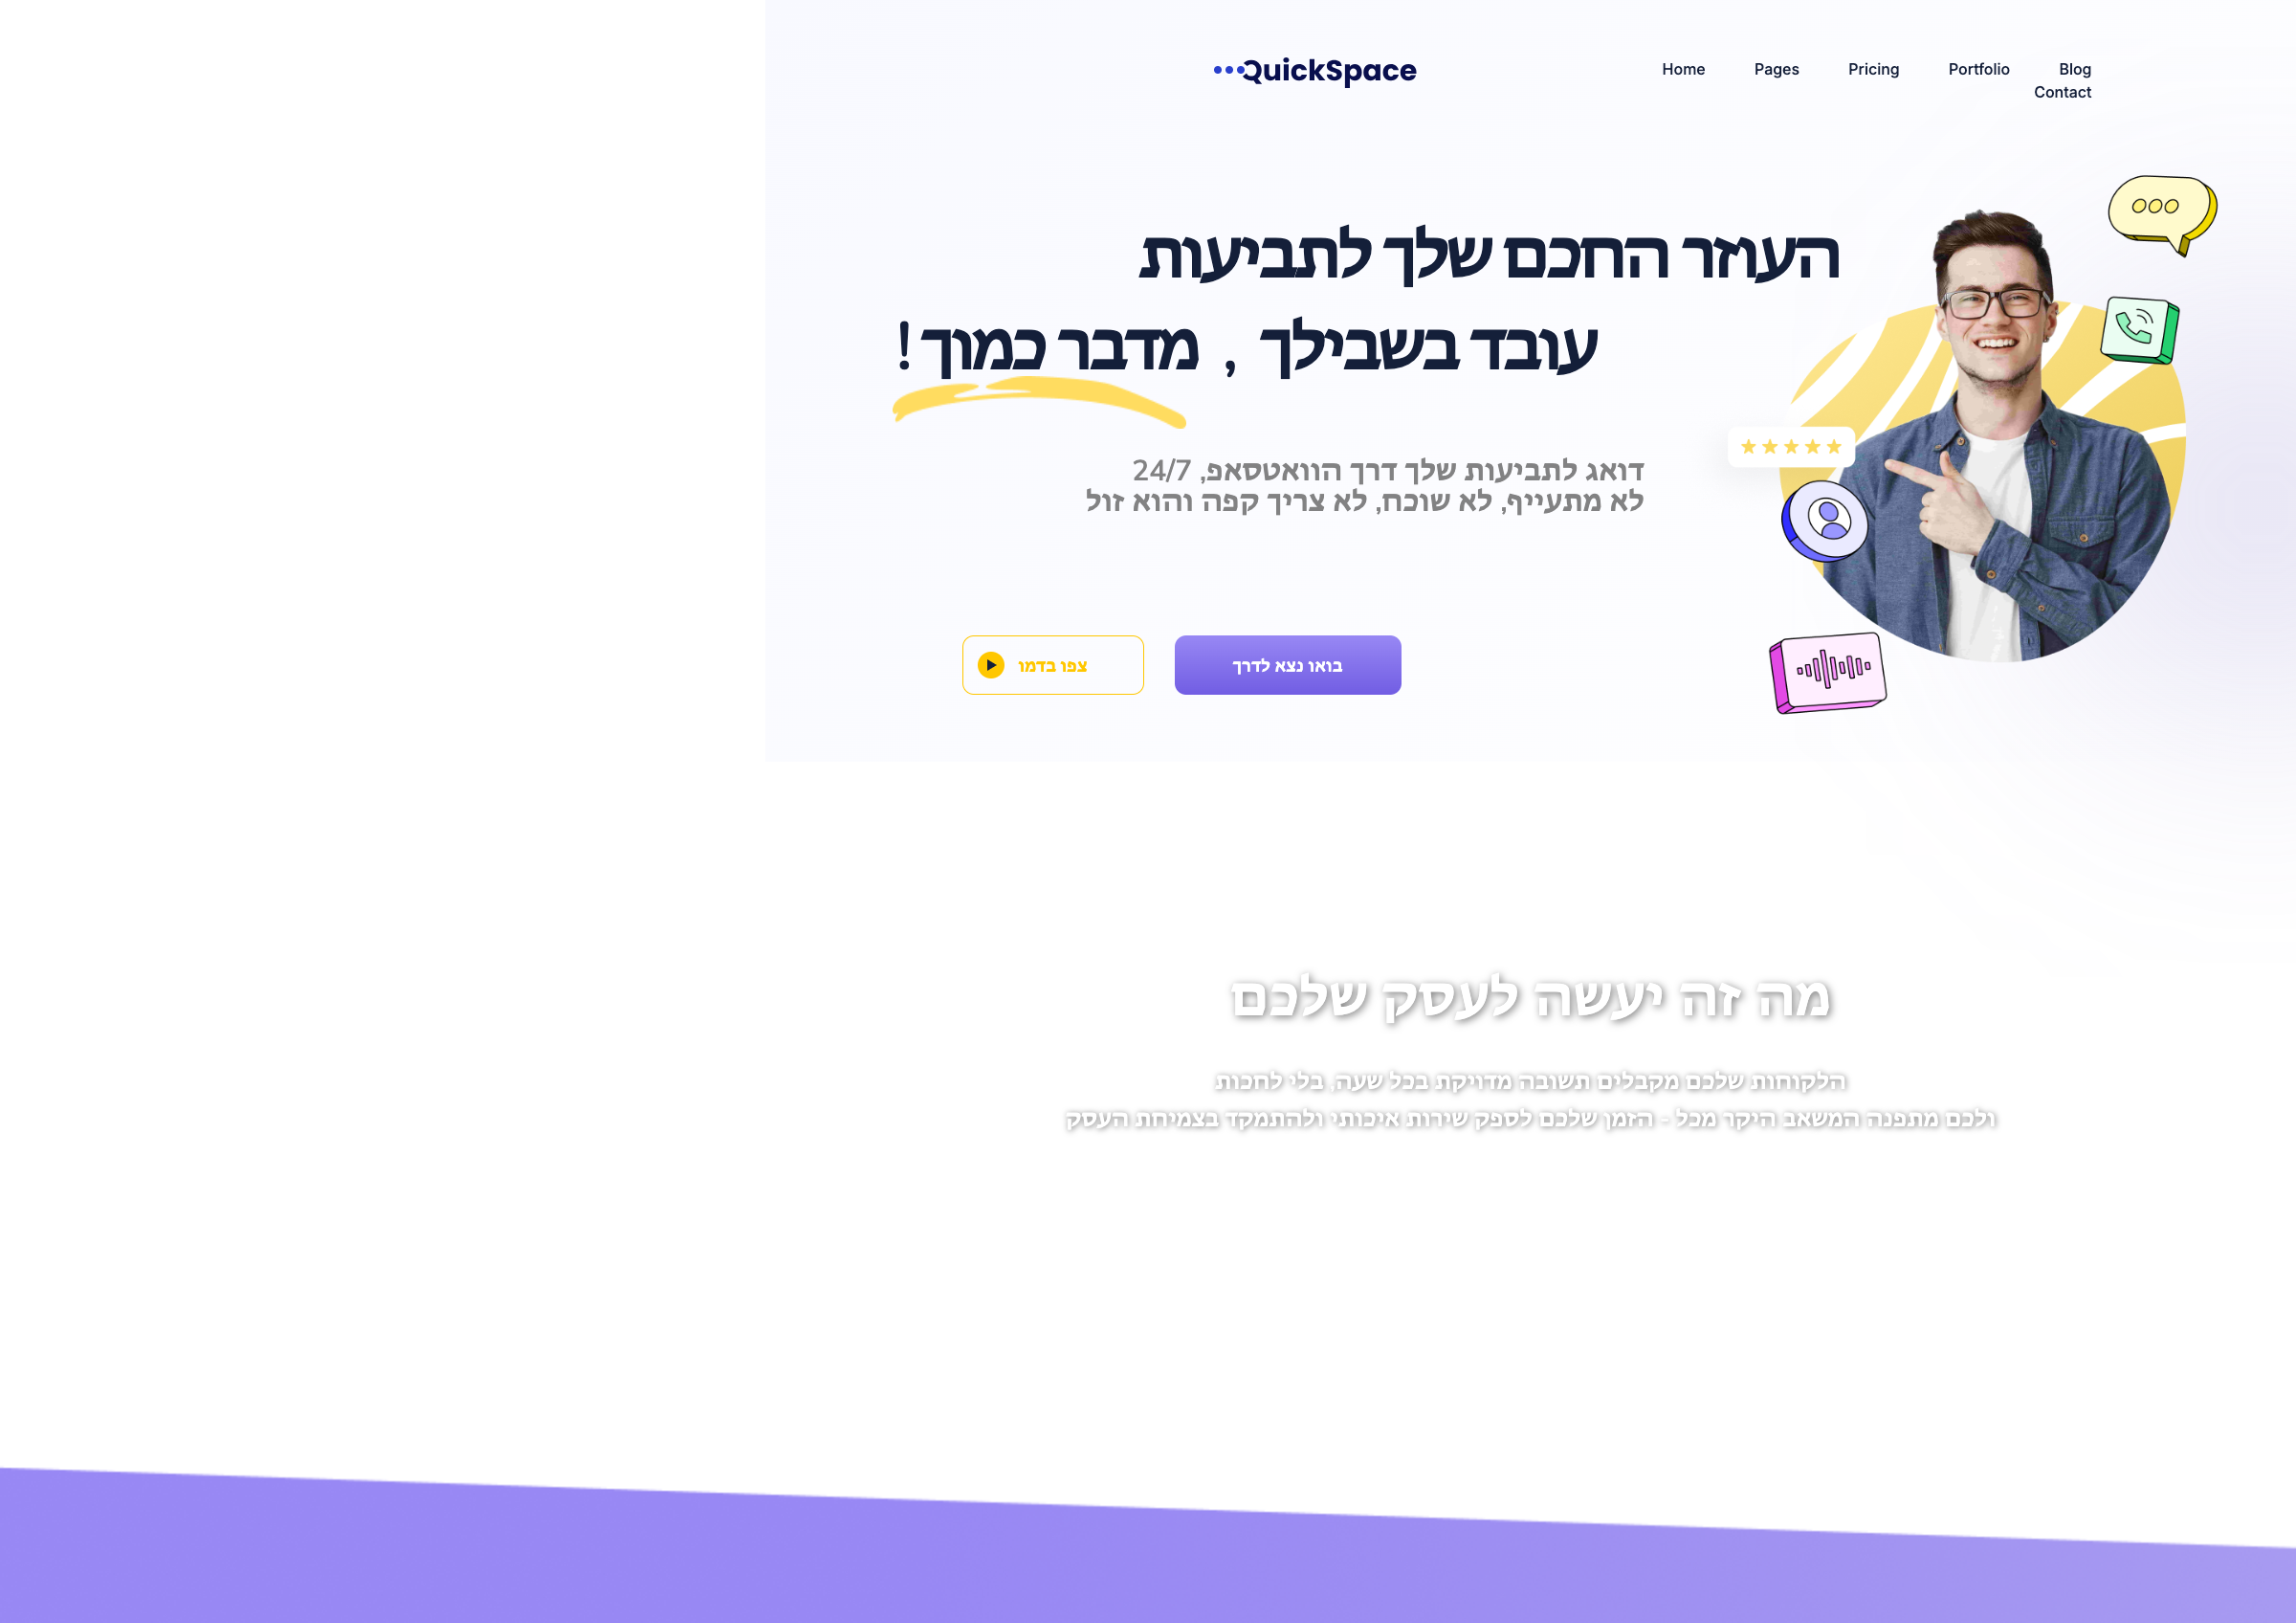 QuickSpace
Home Pages Pricing Portfolio Blog
Contact
העוזר החכם שלך לתביעות
עובד בשבילך , מדבר כמוך!
דואג לתביעות שלך דרך הוואטסאפ, 24/7
לא מתעייף, לא שוכח, לא צריך קפה והוא זול
בואו נצא לדרך
צפו בדמו
מה זה יעשה לעסק שלכם
הלקוחות שלכם מקבלים תשובה מדויקת בכל שעה, בלי לחכות
ולכם מתפנה המשאב היקר מכל - הזמן שלכם לספק שירות איכותי ולהתמקד בצמיחת העסק